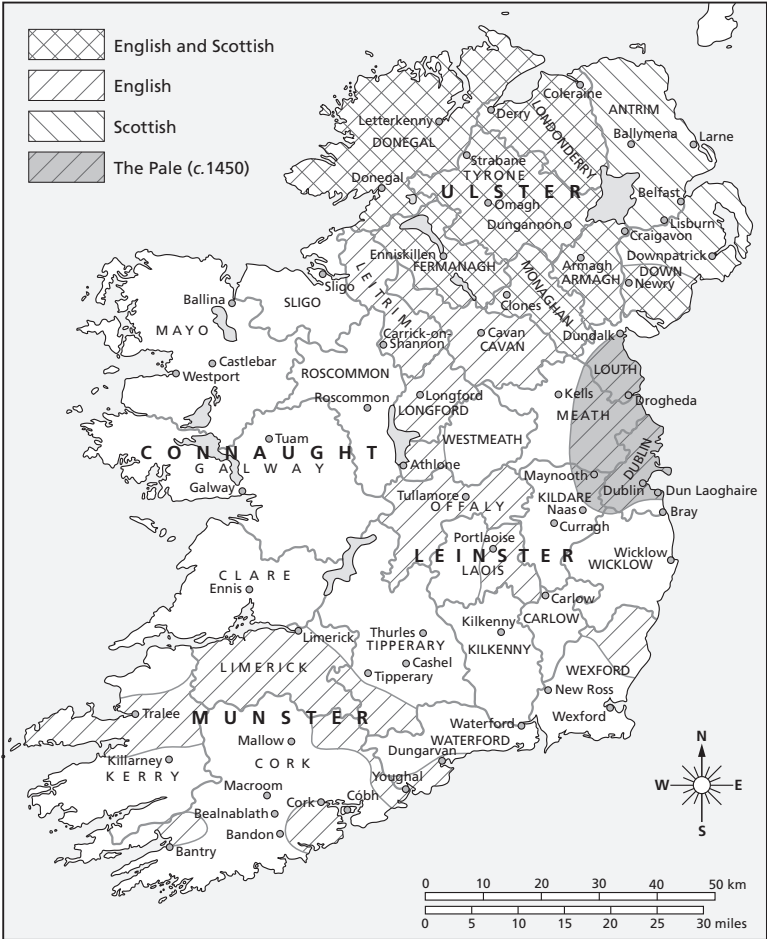 English and Scottish
English
Scottish
The Pale (c.1450)
Coleraine
Derry
LONDONDERRY
ANTRIM
Letterkenny
DONEGAL
Ballymena
Larne
Strabane
TYRONE
Donegal
ULSTER
Omagh
Belfast
Dungannon
Lisburn
Craigavon
Enniskillen
FERMANAGH
Armagh
ARMAGH
Downpatrick
DOWN
Newry
LEITRIM
MONAGHAN
Clones
Sligo
SLIGO
Ballina
MAYO
Carrick-on-
Shannon
Cavan
CAVAN
Dundalk
Castlebar
Westport
ROSCOMMON
Roscommon
Longford
LONGFORD
LOUTH
Kells
MEATH
Drogheda
Tuam
CONNAUGHT
GALWAY
Galway
WESTMEATH
Athlone
DUBLIN
Maynooth
Dublin
Dun Laoghaire
Tullamore
OFFALY
KILDARE
Naas
Bray
Curragh
Portlaoise
LEINSTER
LAOIS
Wicklow
WICKLOW
CLARE
Ennis
Carlow
CARLOW
Kilkenny
KILKENNY
Limerick
LIMERICK
Thurles
TIPPERARY
Cashel
Tipperary
WEXFORD
New Ross
Wexford
Tralee
MUNSTER
Waterford
WATERFORD
Mallow
CORK
Dungarvan
Killarney
KERRY
Youghal
Macroom
Cork
Cóbh
Bealnablath
Bandon
Bantry
N
W
E
S
0 10 20 30 40 50 km
0 5 10 15 20 25 30 miles